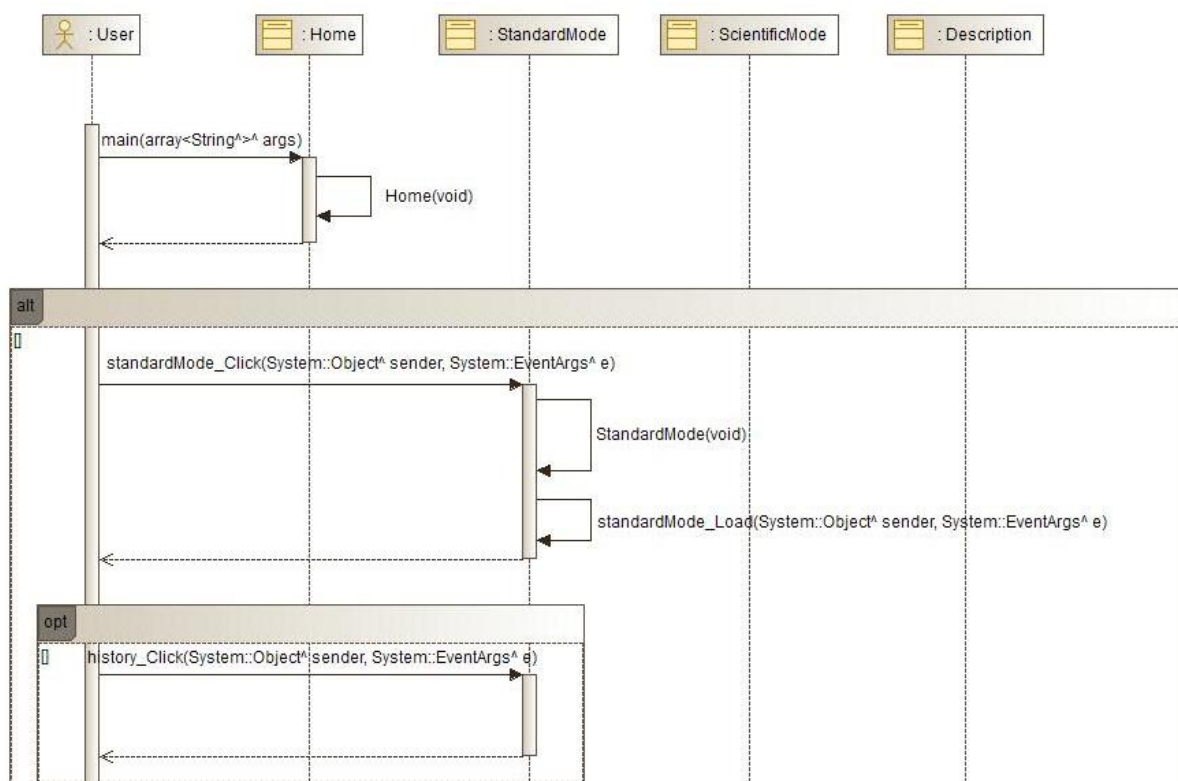 : User
: Home
: StandardMode
: ScientificMode
: Description
main(array<String^>^ args)
Home(void)
alt
[]
standardMode_Click(System::Object^ sender, System::EventArgs^ e)
StandardMode(void)
standardMode_Load(System::Object^ sender, System::EventArgs^ e)
opt
[]
history_Click(System::Object^ sender, System::EventArgs^ e)